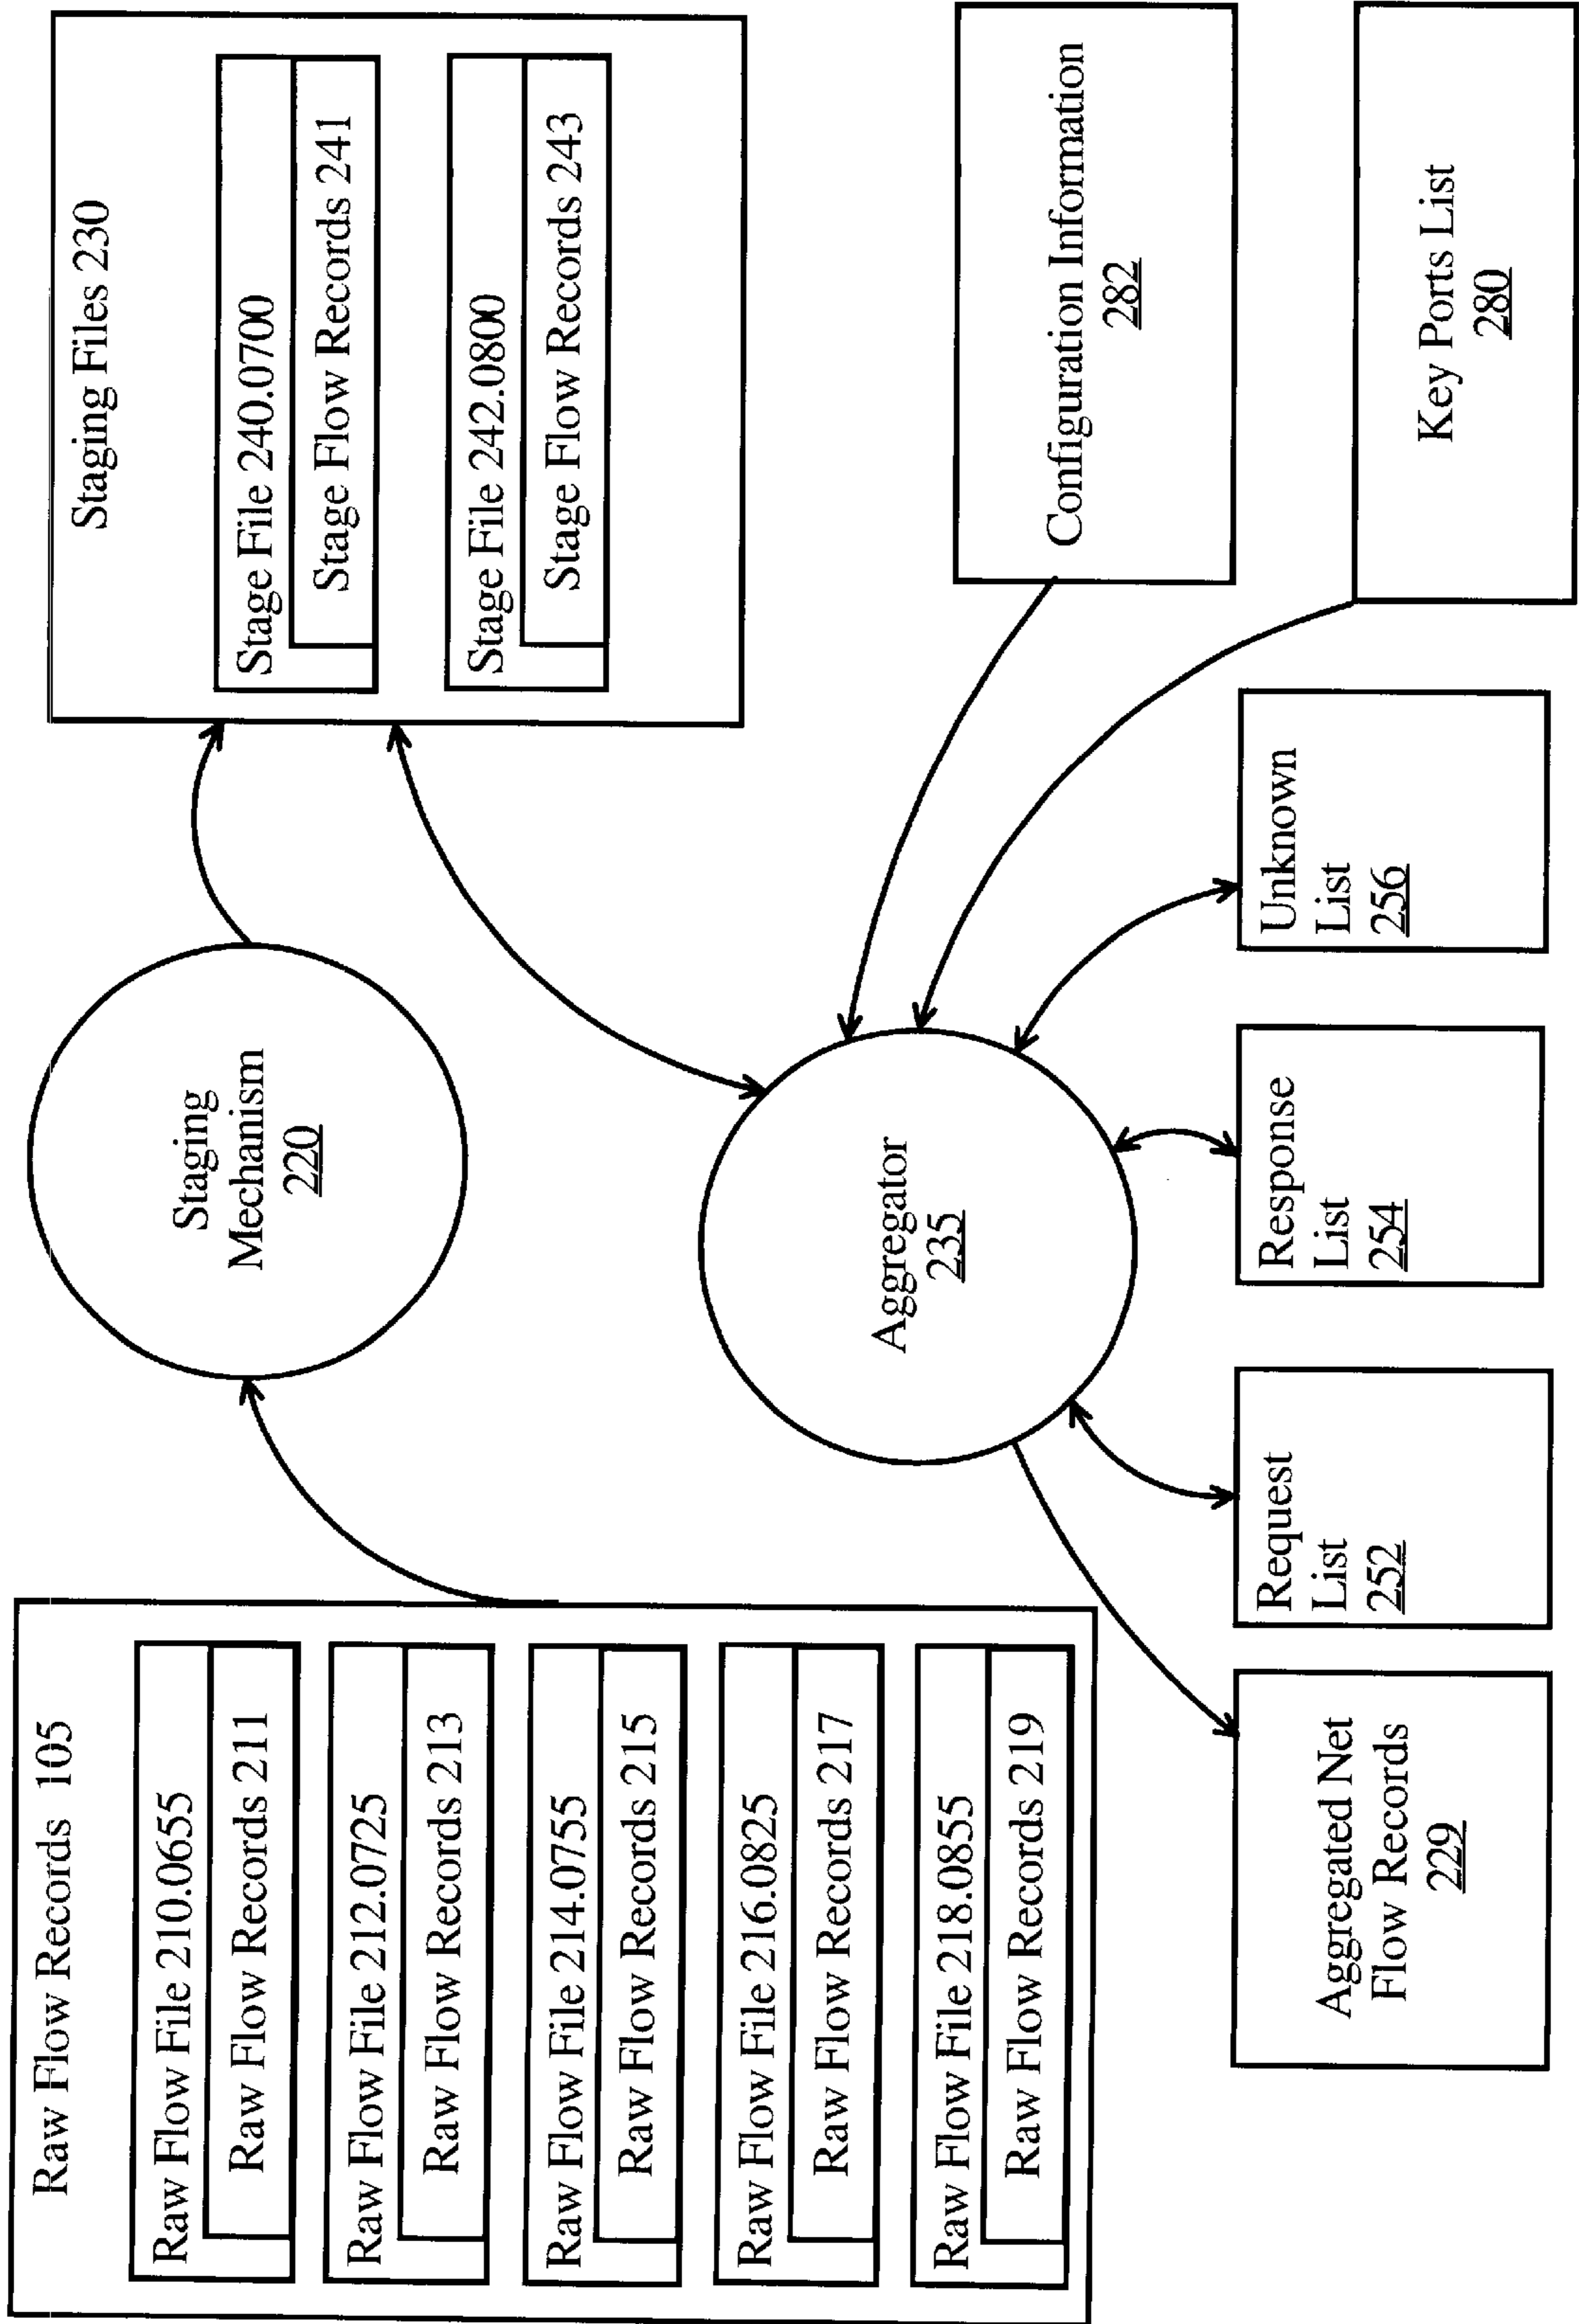 Raw Flow Records 105
Raw Flow File 210.0655
Raw Flow Records 211
Raw Flow File 212.0725
Raw Flow Records 213
Raw Flow File 214.0755
Raw Flow Records 215
Raw Flow File 216.0825
Raw Flow Records 217
Raw Flow File 218.0855
Raw Flow Records 219
Staging
Mechanism
220
Staging Files 230
Stage File 240.0700
Stage Flow Records 241
Stage File 242.0800
Stage Flow Records 243
Aggregator
235
Configuration Information
282
Key Ports List
280
Aggregated Net
Flow Records
229
Request
List
252
Response
List
254
Unknown
List
256